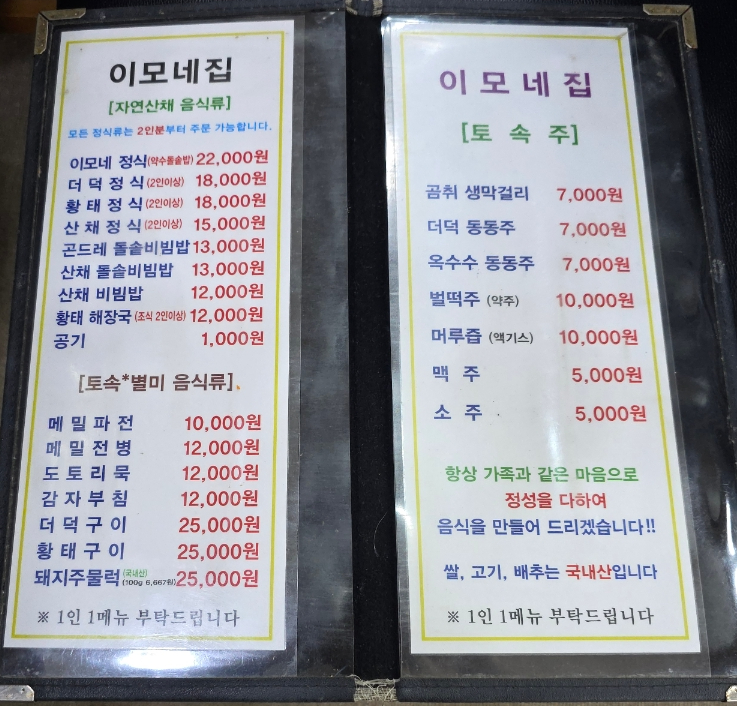 이모네집
[자연산채 음식류]
모든 정식류는 2인분부터 주문 가능합니다.
이모네 정식(약수돌솥밥) 22,000원
더덕정식(2인이상) 18,000원
황태정식(2인이상) 18,000원
산채정식(2인이상) 15,000원
곤드레 돌솥비빔밥 13,000원
산채 돌솥비빔밥 13,000원
산채 비빔밥 12,000원
황태 해장국(조식 2인이상) 12,000원
공기 1,000원
[토속*별미 음식류]
메밀파전 10,000원
메밀전병 12,000원
도토리묵 12,000원
감자부침 12,000원
더덕구이 25,000원
황태구이 25,000원
돼지주물럭(국내산)(100g 6,667원) 25,000원
※ 1인 1메뉴 부탁드립니다
이모네집
[토속주]
곰취 생막걸리 7,000원
더덕 동동주 7,000원
옥수수 동동주 7,000원
벌떡주 (약주) 10,000원
머루즙 (액기스) 10,000원
맥주 5,000원
소주 5,000원
항상 가족과 같은 마음으로
정성을 다하여
음식을 만들어 드리겠습니다!!
쌀, 고기, 배추는 국내산입니다
※ 1인 1메뉴 부탁드립니다